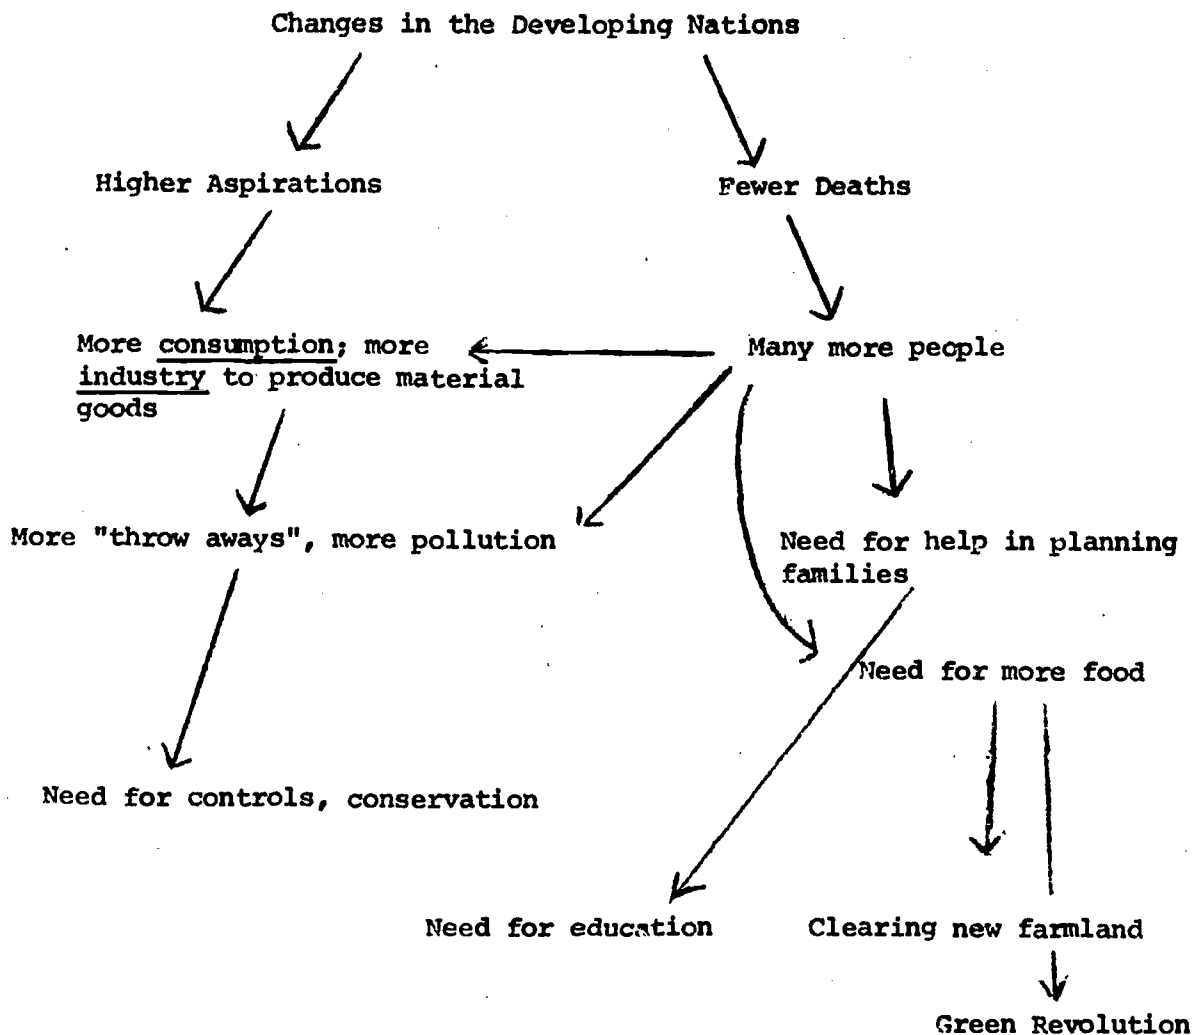 Changes in the Developing Nations
Higher Aspirations
Fewer Deaths
More consumption; more
industry to produce material
goods
Many more people
More "throw aways", more pollution
Need for help in planning
families
Need for more food
Need for controls, conservation
Need for education
Clearing new farmland
Green Revolution